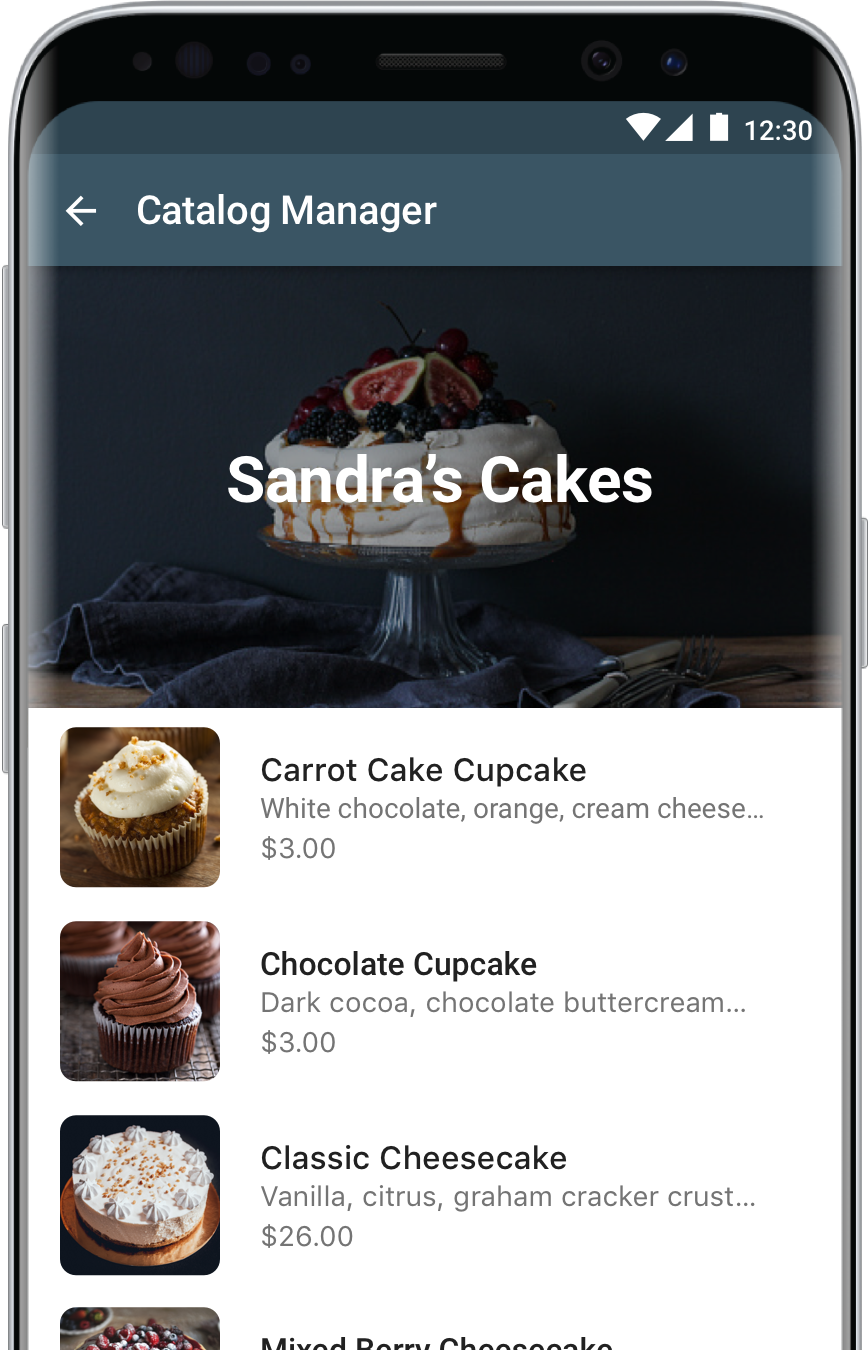 12:30
Catalog Manager
Sandra’s Cakes
Carrot Cake Cupcake
White chocolate, orange, cream cheese...
$3.00
Chocolate Cupcake
Dark cocoa, chocolate buttercream...
$3.00
Classic Cheesecake
Vanilla, citrus, graham cracker crust...
$26.00
Mixed Berry Cheesecake